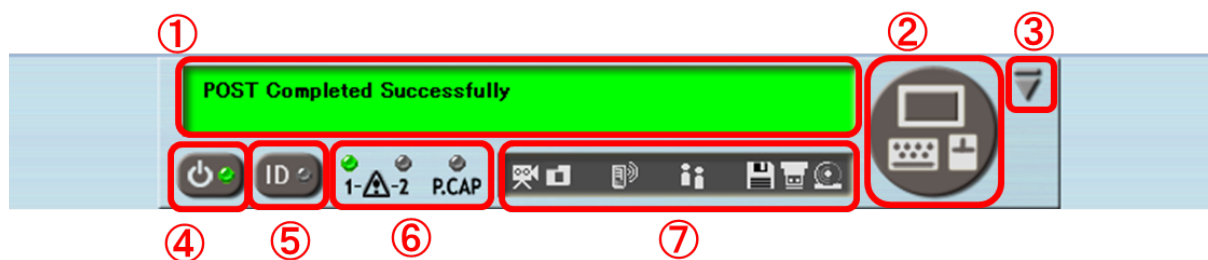 ① ② ③
POST Completed Successfully
ID 1- -2 P.CAP
④ ⑤ ⑥ ⑦